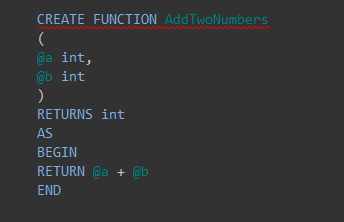 CREATE FUNCTION AddTwoNumbers
(
@a int,
@b int
)
RETURNS int
AS
BEGIN
RETURN @a + @b
END